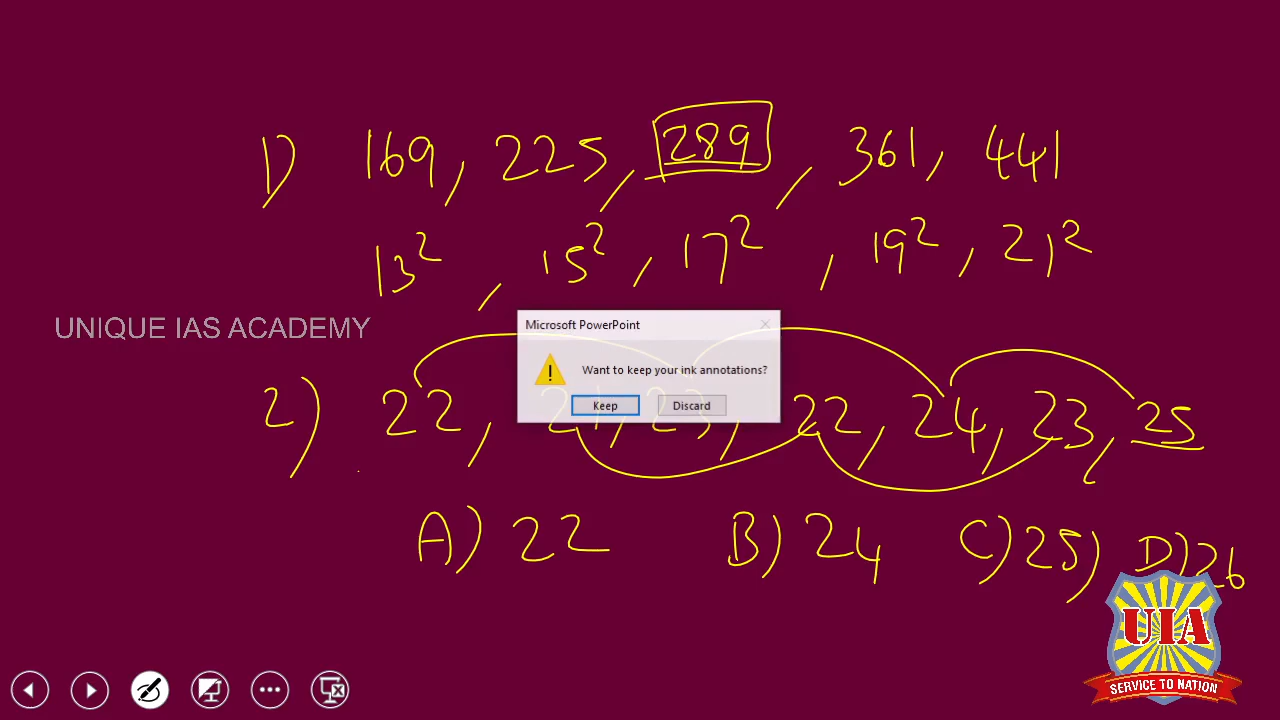 1) 169, 225, 289, 361, 441
13², 15², 17², 19², 21²
UNIQUE IAS ACADEMY
Microsoft PowerPoint
Want to keep your ink annotations?
Keep Discard
2) 22, 21, 23, 22, 24, 23, 25
A) 22 B) 24 C) 25) D) 26
UIA
SERVICE TO NATION